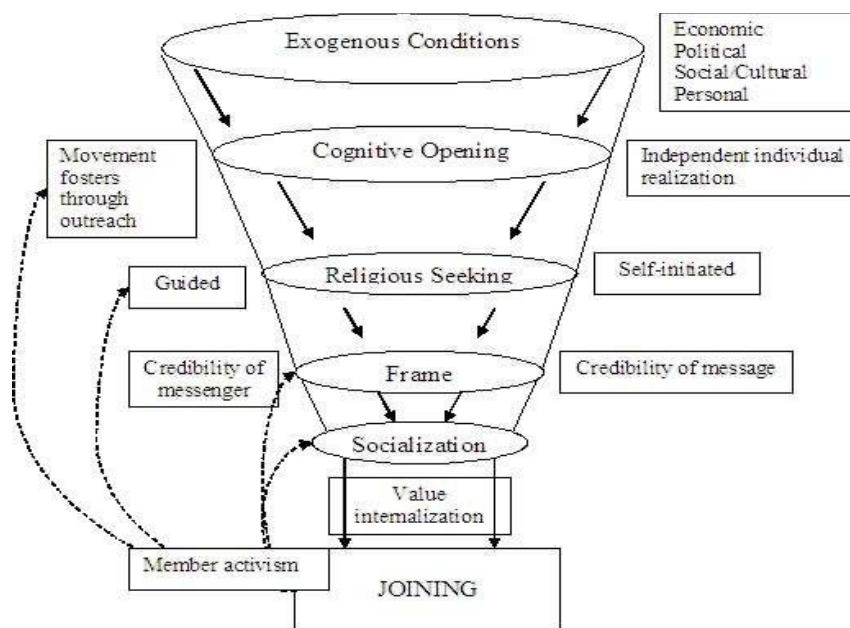 Exogenous Conditions
Economic
Political
Social/Cultural
Personal
Movement
fosters
through
outreach
Cognitive Opening
Independent individual
realization
Guided
Religious Seeking
Self-initiated
Credibility of
messenger
Frame
Credibility of message
Socialization
Value
internalization
Member activism
JOINING